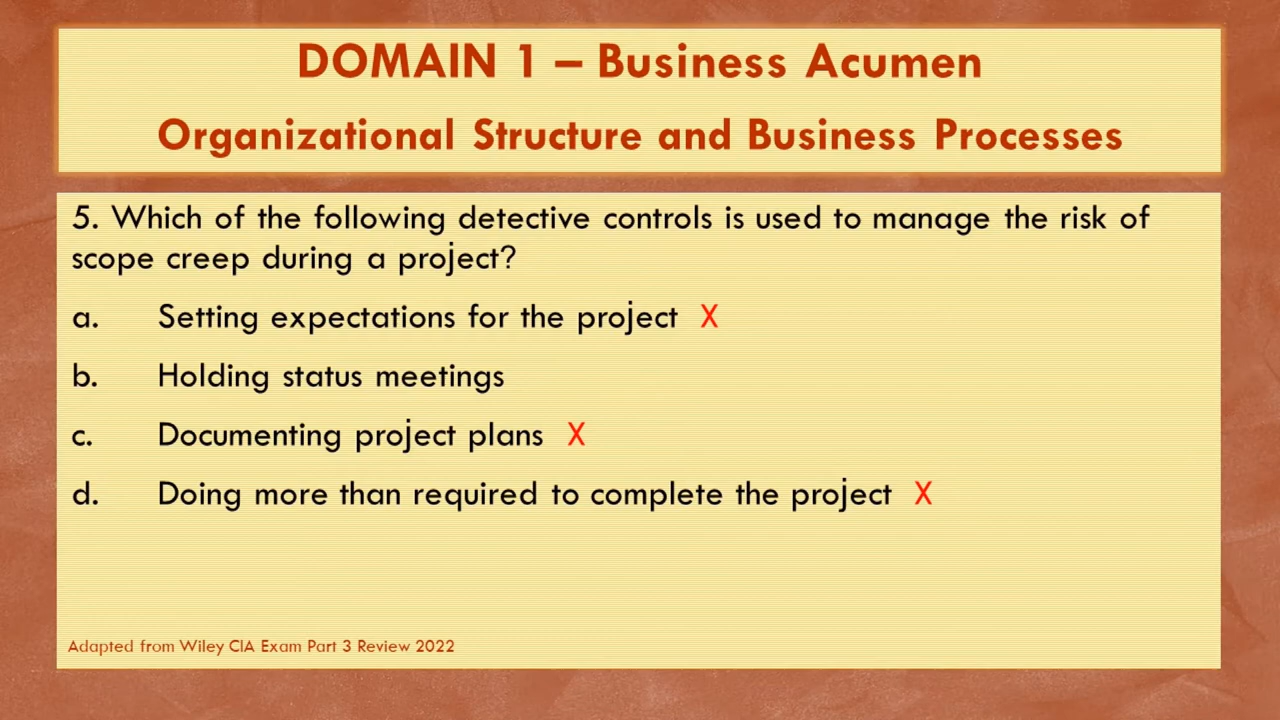 DOMAIN 1 – Business Acumen
Organizational Structure and Business Processes
5. Which of the following detective controls is used to manage the risk of
scope creep during a project?
a. Setting expectations for the project X
b. Holding status meetings
c. Documenting project plans X
d. Doing more than required to complete the project X
Adapted from Wiley CIA Exam Part 3 Review 2022